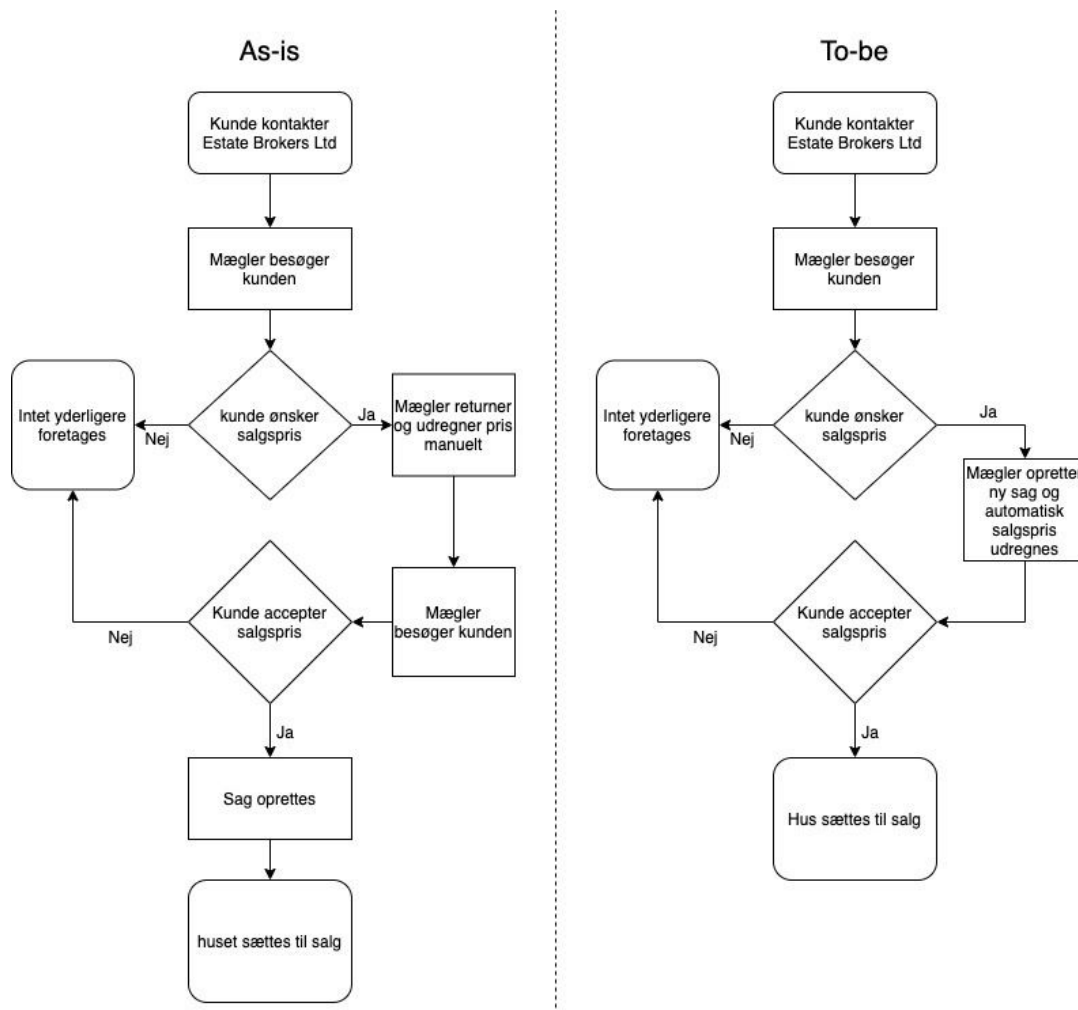 As-is
Kunde kontakter
Estate Brokers Ltd
Mægler besøger
kunden
kunde ønsker
salgspris
Nej
Intet yderligere
foretages
Ja
Mægler returner
og udregner pris
manuelt
Mægler
besøger kunden
Kunde accepter
salgspris
Nej
Ja
Sag oprettes
huset sættes til salg
To-be
Kunde kontakter
Estate Brokers Ltd
Mægler besøger
kunden
kunde ønsker
salgspris
Nej
Intet yderligere
foretages
Ja
Mægler opretter
ny sag og
automatisk
salgspris
udregnes
Kunde accepter
salgspris
Nej
Ja
Hus sættes til salg